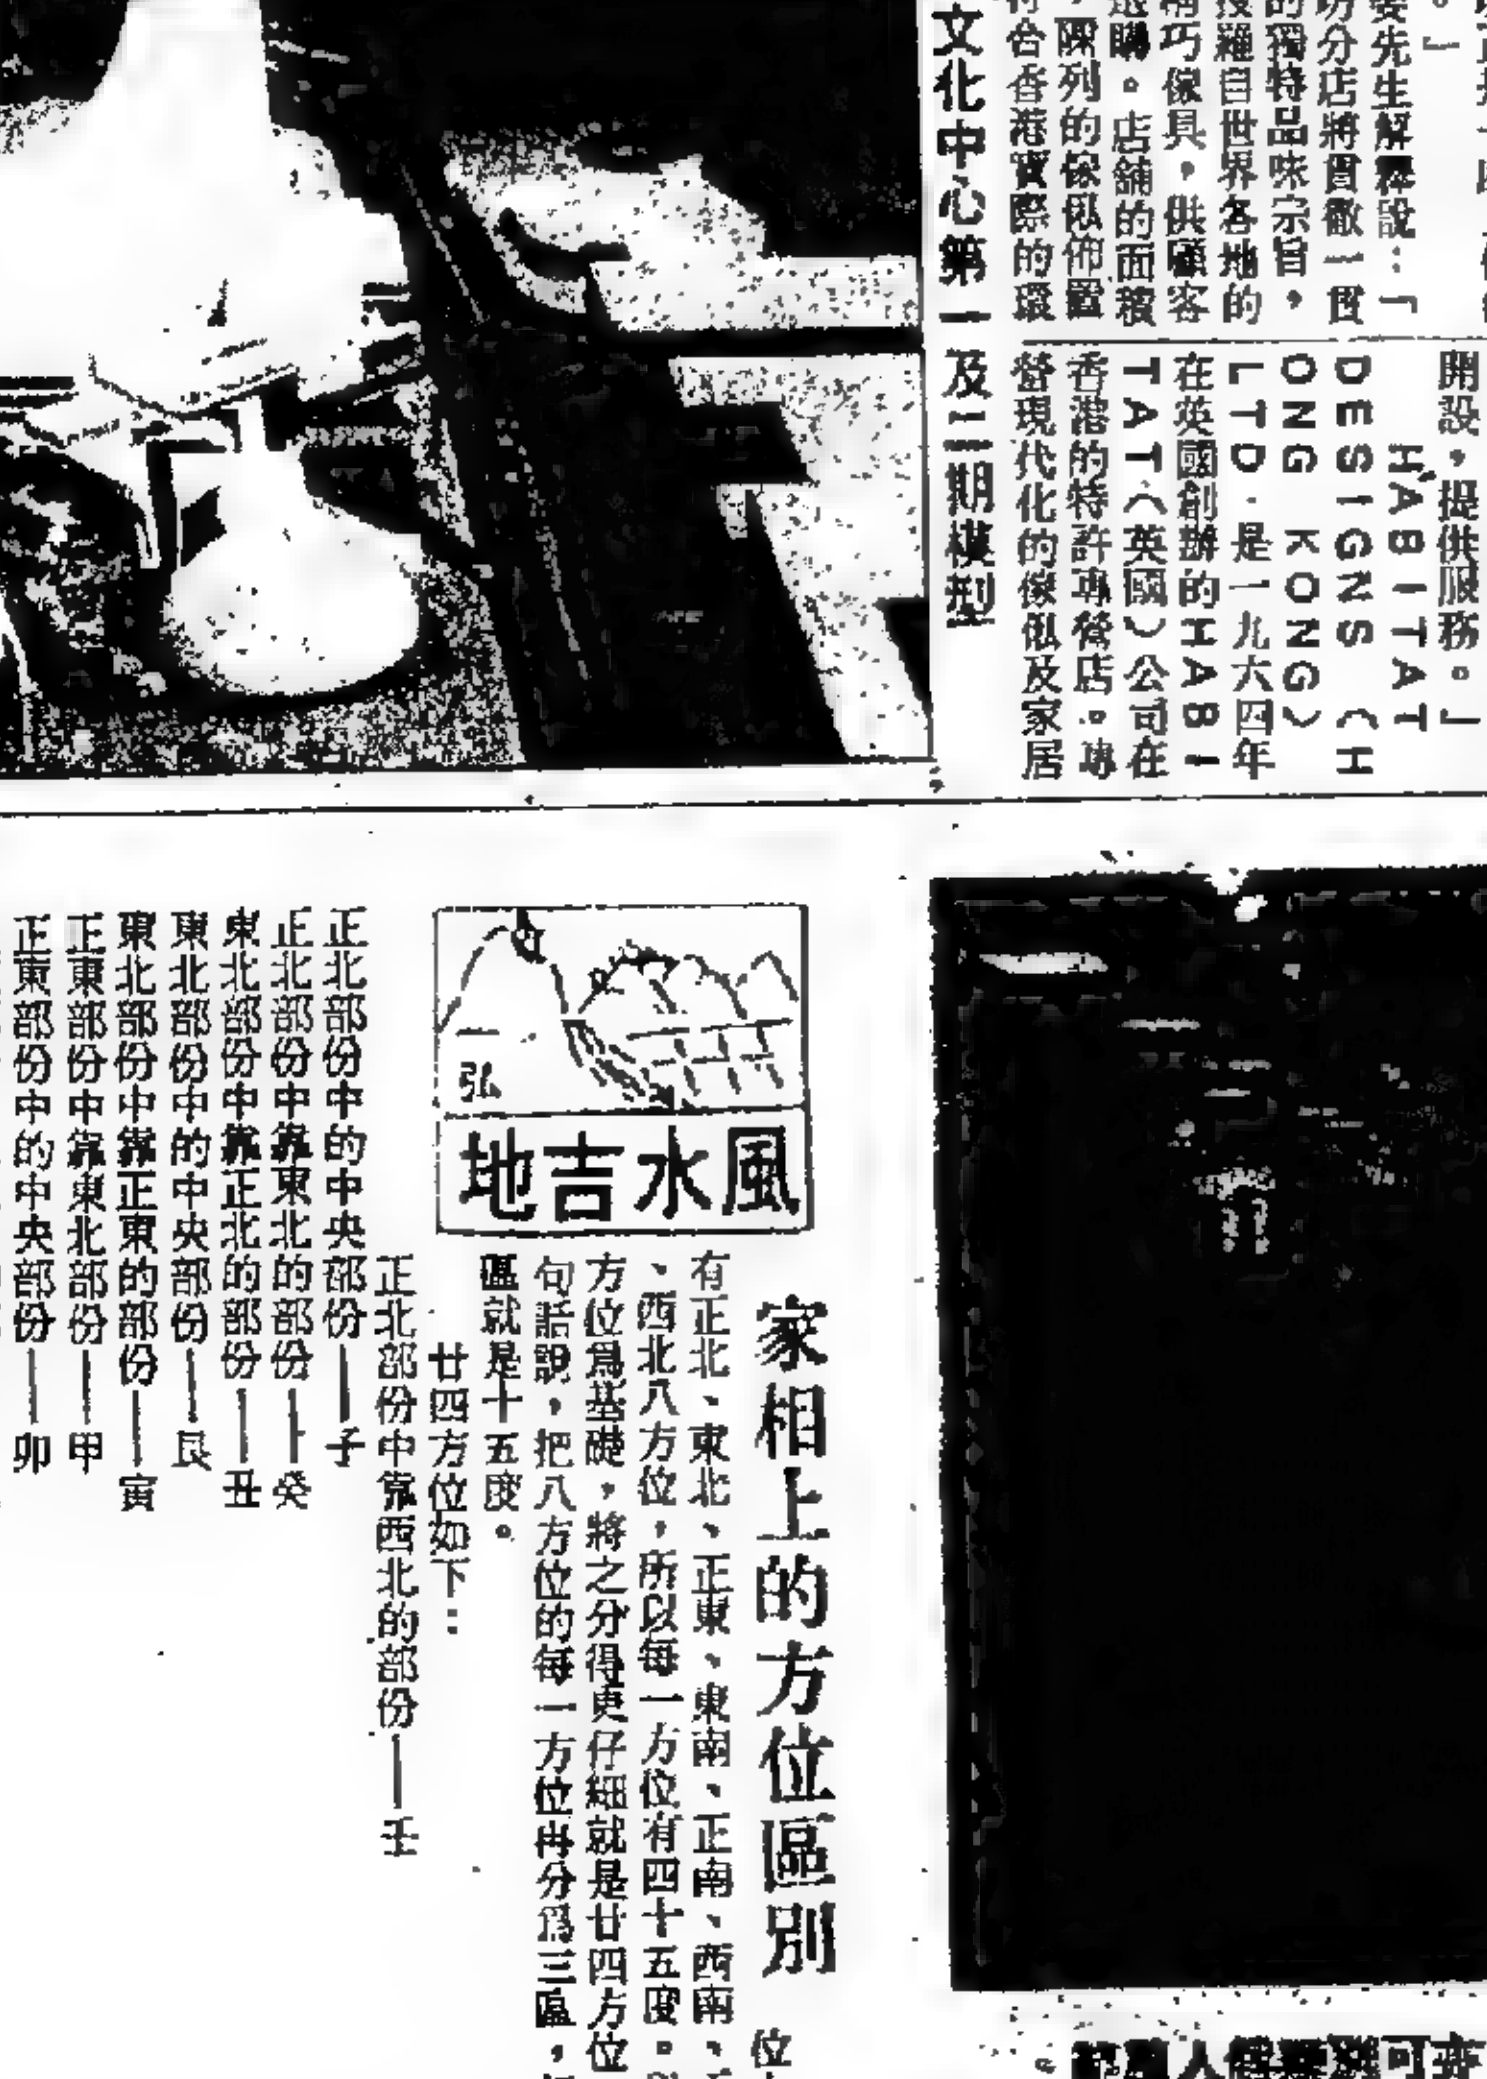 先生解釋說：「
分店將貫徹一貫
的獨特品味宗旨，
搜羅自世界各地的
精巧傢具，供顧客
選購。店舖的面積
，陳列的傢俬佈置
符合香港實際的環
開設，提供服務。」
HABITAT
DESIGNS (H
ONG KONG)
LTD.是一九六四年
在英國創辦的HABI
TAT(英國)公司在
香港的特許專營店。專
營現代化的傢俬及家居
文化中心第一及二期模型
一弘
風水吉地
家相上的方位區別
位
有正北、東北、正東、東南、正南、西南、
、西北八方位，所以每一方位有四十五度。
方位爲基礎，將之分得更仔細就是廿四方位
句話說，把八方位的每一方位再分爲三區，
區就是十五度。
廿四方位如下：
正北部份中靠西北的部份——壬
正北部份中的中央部份——子
正北部份中靠東北的部份——癸
東北部份中靠正北的部份——丑
東北部份中的中央部份——艮
東北部份中靠正東的部份——寅
正東部份中靠東北部份——甲
正東部份中的中央部份——卯